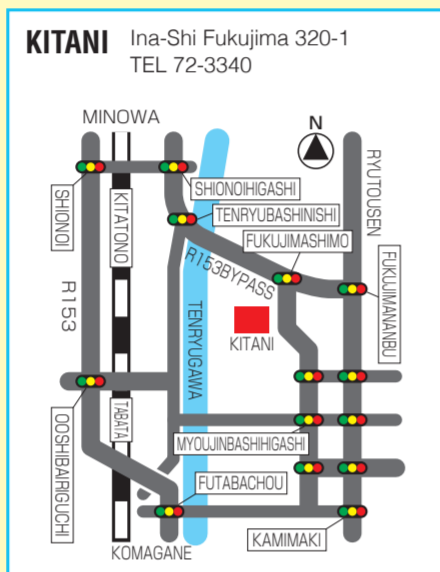 KITANI
Ina-Shi Fukujima 320-1
TEL 72-3340
MINOWA
N
SHIONOI
KITATONO
SHIONOIHIGASHI
TENRYUBASHINISHI
FUKUJIMASHIMO
RYUTOUSEN
FUKUJIMANANBU
R153BYPASS
R153
TENRYUGAWA
KITANI
OOSHIBAIRIGUCHI
TABATA
MYOUJINBASHIHIGASHI
FUTABACHOU
KAMIMAKI
KOMAGANE